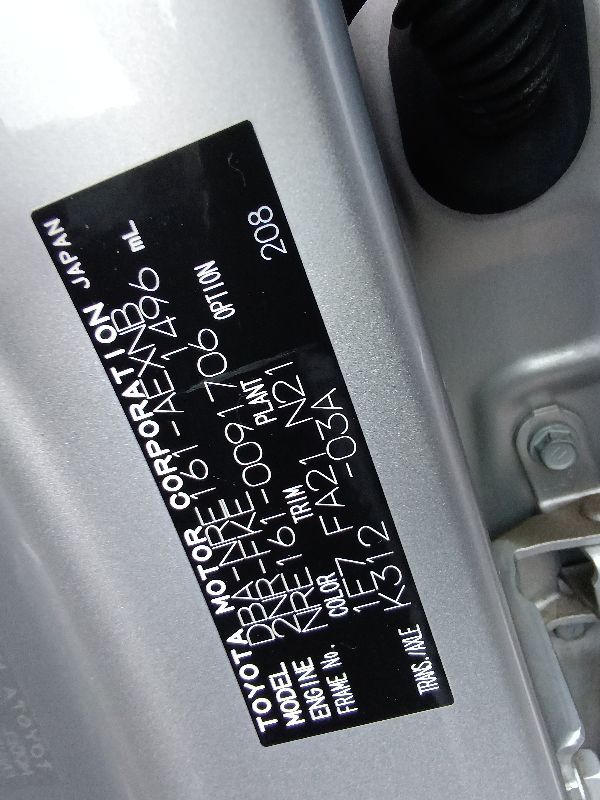 TOYOTA MOTOR CORPORATION JAPAN
MODEL DBA-NRE161-AEXNB
ENGINE 2NR-FKE 1496 mL
FRAME No. NRE161-0091706
COLOR TRIM PLANT OPTION
1F7 FA21 N21 208
TRANS./AXLE K312 -03A